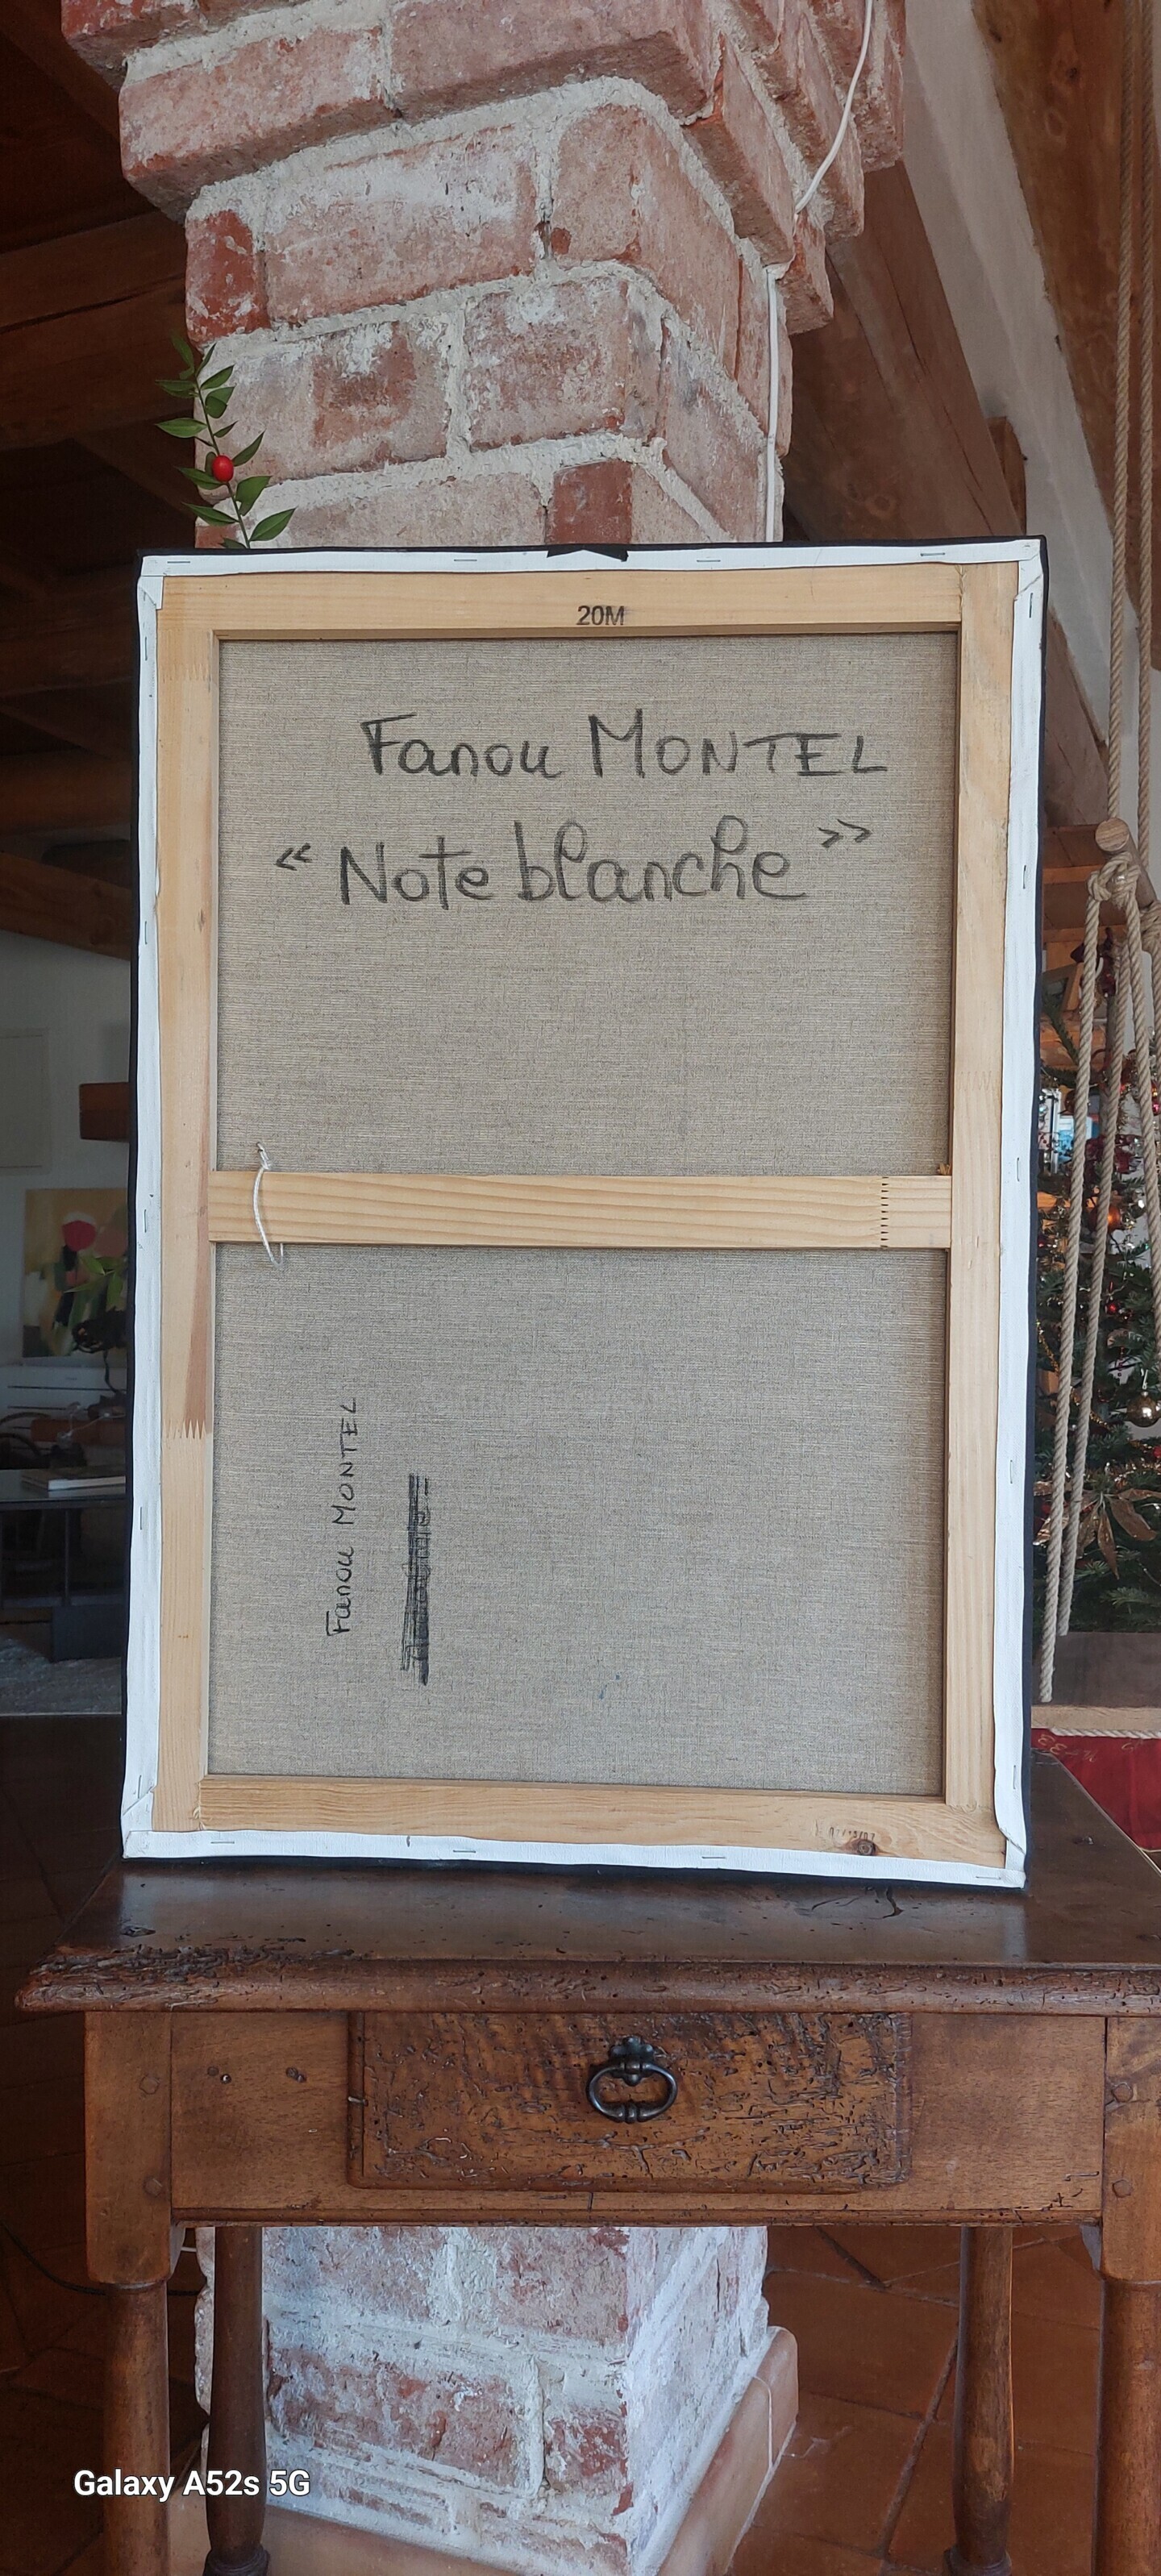 20M
Fanou MONTEL
« Note blanche »
Fanou MONTEL
Galaxy A52s 5G